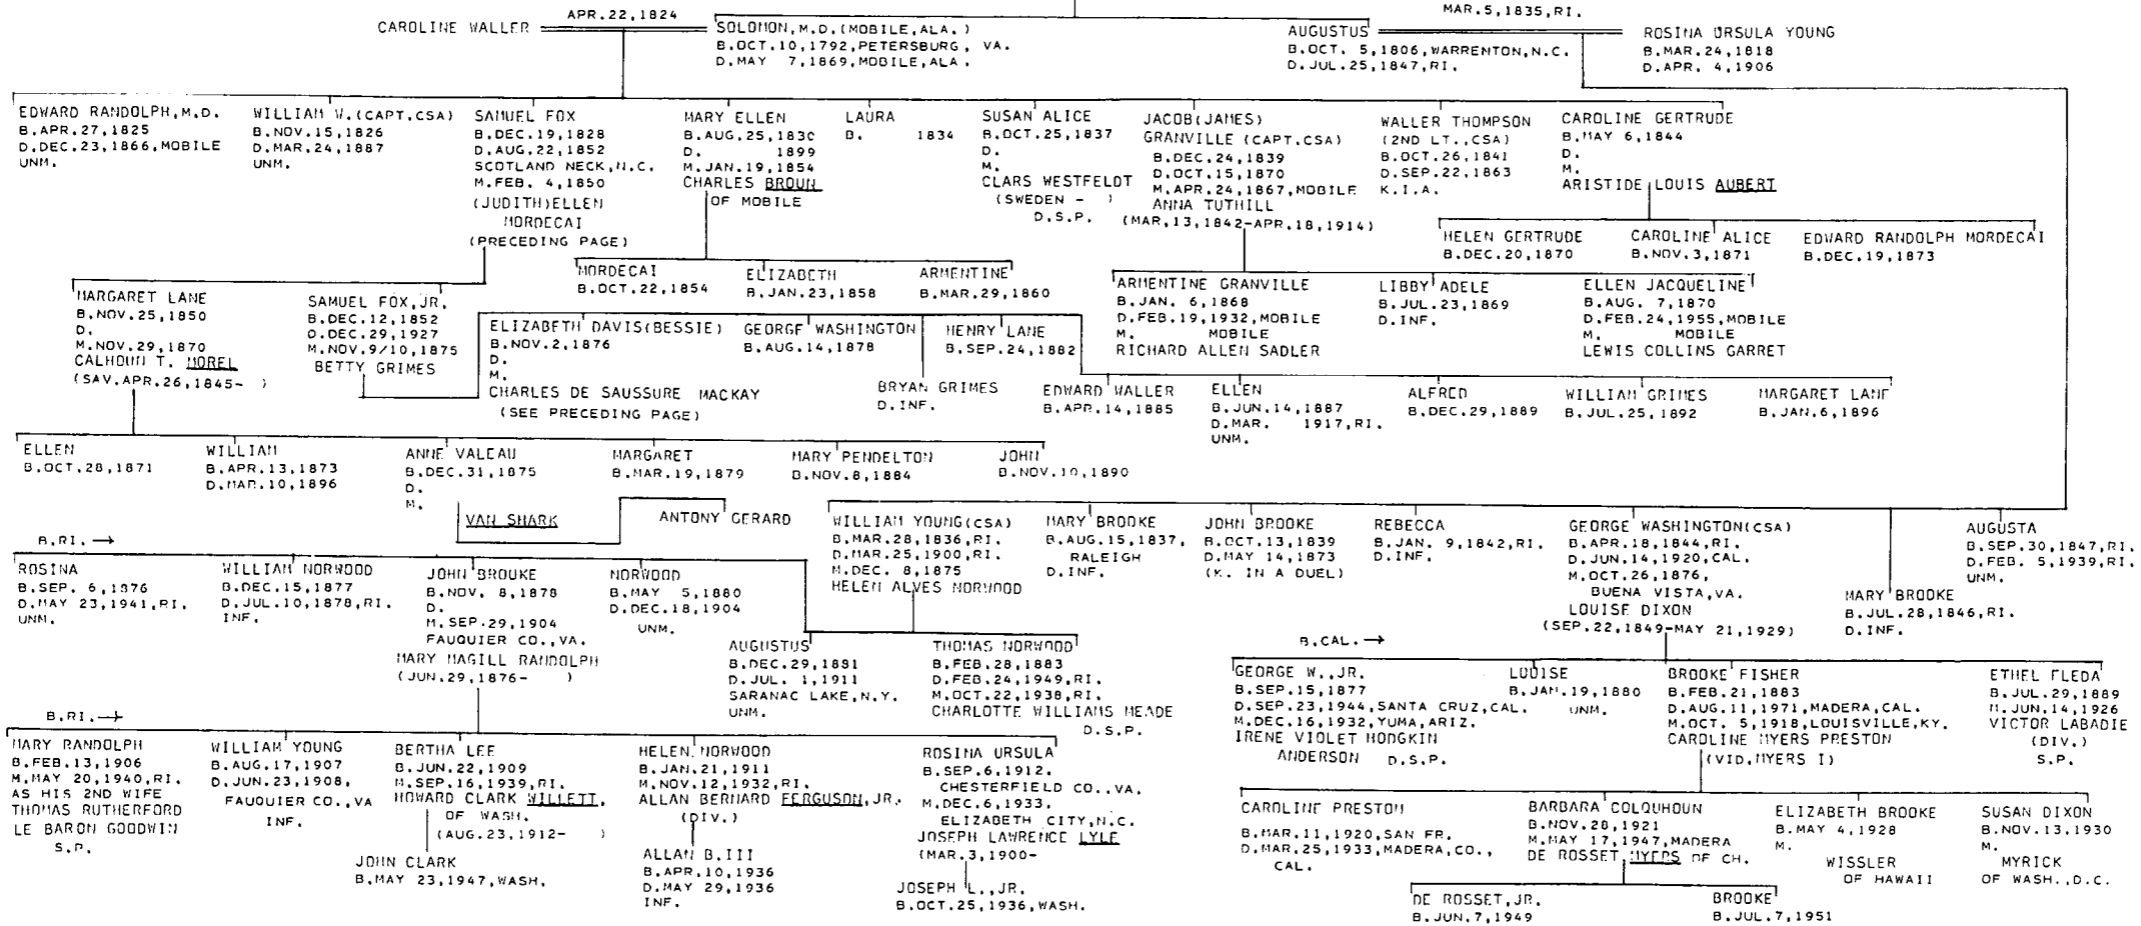 APR.22,1824
MAR.5,1835,RI.
CAROLINE WALLER
SOLOMON,M.D.(MOBILE,ALA.)
B.OCT.10,1792,PETERSBURG, VA.
D.MAY 7,1869,MOBILE,ALA.
AUGUSTUS
B.OCT. 5,1806,WARRENTON,N.C.
D.JUL.25,1847,RI.
ROSINA URSULA YOUNG
B.MAR.24,1818
D.APR. 4,1906
EDWARD RANDOLPH,M.D.
B.APR.27,1825
D.DEC.23,1866,MOBILE
UNM.
WILLIAM W.(CAPT.CSA)
B.NOV.15,1826
D.MAR.24,1887
UNM.
SAMUEL FOX
B.DEC.19,1828
D.AUG.22,1852
SCOTLAND NECK,N.C.
M.FEB. 4,1850
(JUDITH)ELLEN
MORDECAI
(PRECEDING PAGE)
MARY ELLEN
B.AUG.25,1830
D. 1899
M.JAN.19,1854
CHARLES BROUN
OF MOBILE
LAURA
B. 1834
SUSAN ALICE
B.OCT.25,1837
D.
M.
CLARS WESTFELDT
(SWEDEN - )
D.S.P.
JACOB(JAMES)
GRANVILLE (CAPT.CSA)
B.DEC.24,1839
D.OCT.15,1870
M.APR.24,1867,MOBILE
ANNA TUTHILL
(MAR,13,1842-APR.18,1914)
WALLER THOMPSON
(2ND LT.,CSA)
B.OCT.26,1841
D.SEP.22,1863
K.I.A.
CAROLINE GERTRUDE
B.MAY 6,1844
D.
M.
ARISTIDE LOUIS AUBERT
HELEN GERTRUDE
B.DEC.20,1870
CAROLINE ALICE
B.NOV.3,1871
EDWARD RANDOLPH MORDECAI
B.DEC.19,1873
MORDECAI
B.OCT.22,1854
ELIZABETH
B.JAN.23,1858
ARMENTINE
B.MAR.29,1860
MARGARET LANE
B.NOV.25,1850
D.
M.NOV.29,1870
CALHOUN T. MOREL
(SAV.APR.26,1845- )
SAMUEL FOX,JR.
B.DEC.12,1852
D.DEC.29,1927
M.NOV.9/10,1875
BETTY GRIMES
ARMENTINE GRANVILLE
B.JAN. 6,1868
D.FEB.19,1932,MOBILE
M. MOBILE
RICHARD ALLEN SADLER
LIBBY ADELE
B.JUL.23,1869
D.INF.
ELLEN JACQUELINE
B.AUG. 7,1870
D.FEB.24,1955,MOBILE
M. MOBILE
LEWIS COLLINS GARRET
ELIZABETH DAVIS(BESSIE)
B.NOV.2,1876
D.
M.
CHARLES DE SAUSSURE MACKAY
(SEE PRECEDING PAGE)
GEORGE WASHINGTON
B.AUG.14,1878
BRYAN GRIMES
D.INF.
HENRY LANE
B.SEP.24,1882
EDWARD WALLER
B.APR.14,1885
ELLEN
B.JUN.14,1887
D.MAR. 1917,RI.
UNM.
ALFRED
B.DEC.29,1889
WILLIAM GRIMES
B.JUL.25,1892
MARGARET LANE
B.JAN.6,1896
ELLEN
B.OCT.28,1871
WILLIAM
B.APR.13,1873
D.MAR.10,1896
ANNE VALEAU
B.DEC.31,1875
D.
M.
VAN SHARK
MARGARET
B.MAR.19,1879
MARY PENDELTON
B.NOV.8,1884
JOHN
B.NOV.10,1890
ANTONY GERARD
WILLIAM YOUNG(CSA)
B.MAR.28,1836,RI.
D.MAR.25,1900,RI.
M.DEC. 8,1875
HELEN ALVES NORWOOD
MARY BROOKE
B.AUG.15,1837,
RALEIGH
D.INF.
JOHN BROOKE
B.OCT.13,1839
D.MAY 14,1873
(K. IN A DUEL)
REBECCA
B.JAN. 9,1842,RI.
D.INF.
GEORGE WASHINGTON(CSA)
B.APR.18,1844,RI.
D.JUN.14,1920,CAL.
M.OCT.26,1876,
BUENA VISTA,VA.
LOUISE DIXON
(SEP.22,1849-MAY 21,1929)
MARY BROOKE
B.JUL.28,1846,RI.
D.INF.
AUGUSTA
B.SEP.30,1847,RI.
D.FEB. 5,1939,RI.
UNM.
B.RI. →
ROSINA
B.SEP. 6,1876
D.MAY 23,1941,RI.
UNM.
WILLIAM NORWOOD
B.DEC.15,1877
D.JUL.10,1878,RI.
INF.
JOHN BROUKE
B.NOV. 8,1878
D.
M.SEP.29,1904
FAUQUIER CO.,VA.
MARY MAGILL RANDOLPH
(JUN.29,1876- )
NORWOOD
B.MAY 5,1880
D.DEC.18,1904
UNM.
AUGUSTUS
B.DEC.29,1881
D.JUL. 1,1911
SARANAC LAKE,N.Y.
UNM.
THOMAS NORWOOD
B.FEB.28,1883
D.FEB.24,1949,RI.
M.OCT.22,1938,RI.
CHARLOTTE WILLIAMS MEADE
D.S.P.
B.CAL. →
GEORGE W.,JR.
B.SEP.15,1877
D.SEP.23,1944,SANTA CRUZ,CAL.
M.DEC.16,1932,YUMA,ARIZ.
IRENE VIOLET HODGKIN
ANDERSON D.S.P.
LOUISE
B.JAN.19,1880
UNM.
BROOKE FISHER
B.FEB.21,1883
D.AUG.11,1971,MADERA,CAL.
M.OCT. 5,1918,LOUISVILLE,KY.
CAROLINE MYERS PRESTON
(VID.MYERS I)
ETHEL FLEDA
B.JUL.29,1889
M.JUN.14,1926
VICTOR LABADIE
(DIV.)
S.P.
B.RI. →
MARY RANDOLPH
B.FEB.13,1906
M.MAY 20,1940,RI.
AS HIS 2ND WIFE
THOMAS RUTHERFORD
LE BARON GOODWIN
S.P.
WILLIAM YOUNG
B.AUG.17,1907
D.JUN.23,1908,
FAUQUIER CO.,VA
INF.
BERTHA LEE
B.JUN.22,1909
M.SEP.16,1939,RI.
HOWARD CLARK WILLETT,
OF WASH.
(AUG.23,1912- )
HELEN NORWOOD
B.JAN.21,1911
M.NOV.12,1932,RI.
ALLAN BERNARD FERGUSON,JR.
(DIV.)
ROSINA URSULA
B.SEP.6,1912.
CHESTERFIELD CO.,VA.
M.DEC.6,1933.
ELIZABETH CITY,N.C.
JOSEPH LAWRENCE LYLE
(MAR.3,1900-
JOHN CLARK
B.MAY 23,1947,WASH.
ALLAN B.III
B.APR.10,1936
D.MAY 29,1936
INF.
JOSEPH L.,JR.
B.OCT.25,1936,WASH.
CAROLINE PRESTON
B.MAR.11,1920,SAN FR.
D.MAR.25,1933,MADERA,CO.,
CAL.
BARBARA COLQUHOUN
B.NOV.28,1921
M.MAY 17,1947,MADERA
DE ROSSET MYERS OF CH.
ELIZABETH BROOKE
B.MAY 4,1928
M.
WISSLER
OF HAWAII
SUSAN DIXON
B.NOV.13,1930
M.
MYRICK
OF WASH.,D.C.
DE ROSSET,JR.
B.JUN.7,1949
BROOKE
B.JUL.7,1951